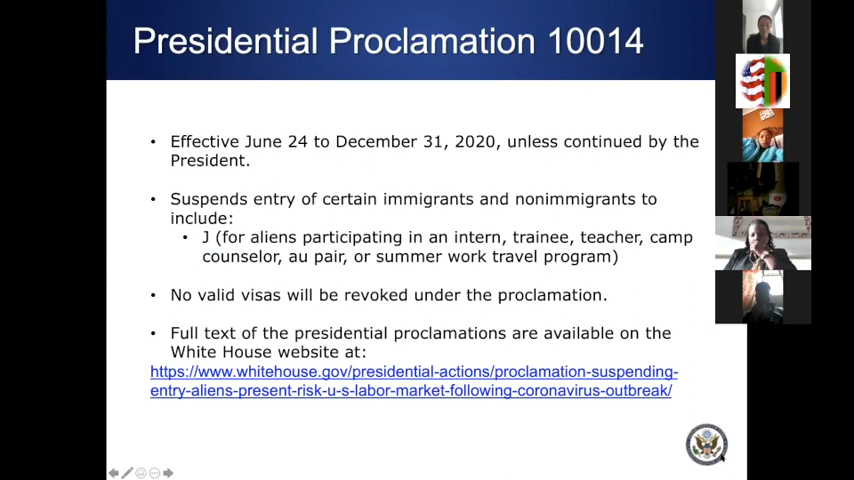 Presidential Proclamation 10014
• Effective June 24 to December 31, 2020, unless continued by the
President.
• Suspends entry of certain immigrants and nonimmigrants to
include:
• J (for aliens participating in an intern, trainee, teacher, camp
counselor, au pair, or summer work travel program)
• No valid visas will be revoked under the proclamation.
• Full text of the presidential proclamations are available on the
White House website at:
https://www.whitehouse.gov/presidential-actions/proclamation-suspending-
entry-aliens-present-risk-u-s-labor-market-following-coronavirus-outbreak/